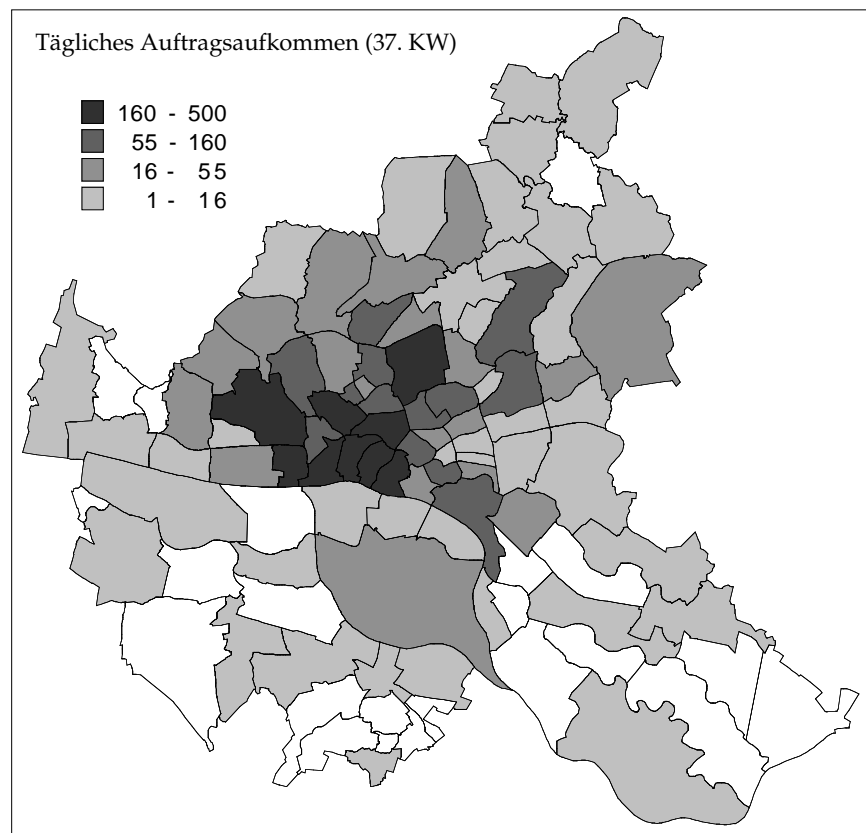 Tägliches Auftragsaufkommen (37. KW)
160 - 500
55 - 160
16 - 55
1 - 16